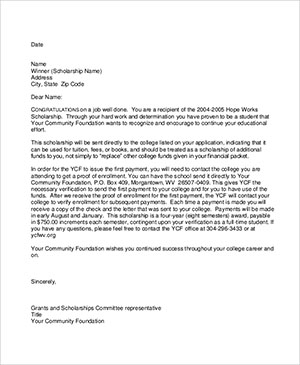 Date
Name
Winner (Scholarship Name)
Address
City, State  Zip Code
Dear Name:
CONGRATULATIONS on a job well done.  You are a recipient of the 2004-2005 Hope Works
Scholarship.  Through your hard work and determination you have proven to be a student that
Your Community Foundation wants to recognize and encourage to continue your educational
effort.
This scholarship will be sent directly to the college listed on your application, indicating that it
can be used for tuition, fees, or books, and should be treated as a scholarship of additional
funds to you, not simply to "replace" other college funds given in your financial packet.
In order for the YCF to issue the first payment, you will need to contact the college you are
attending to get a proof of enrollment.  You can have the school send it directly to Your
Community Foundation, P.O. Box 409, Morgantown, WV  26507-0409.  This gives YCF the
necessary verification to send the first payment to your college and for you to have use of the
funds.  The proof of enrollment can also be from you.  After the first year, YCF will contact the
college to verify enrollment for subsequent payments.  Each time a payment is made you will
receive a copy of the check and the letter that was sent to your college.  Payments will be made
in early August and January.  This scholarship is a four-year (eight semesters) award, payable
in $750.00 increments each semester, contingent upon your verification as a full-time student. If
you have any questions, please feel free to contact the YCF office at 304-296-3433 or at
ycfwv.org
Your Community Foundation wishes you continued success throughout your college career and
on.
Sincerely,
Grants and Scholarships Committee representative
Title
Your Community Foundation